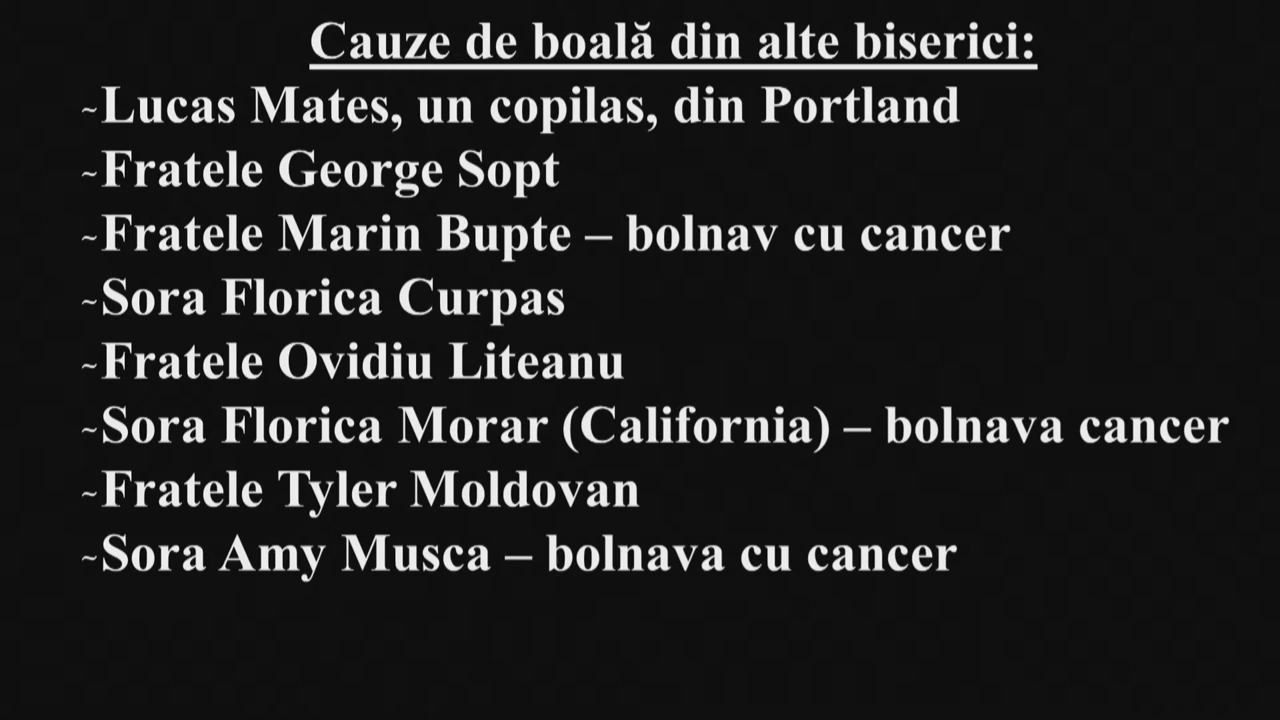 Cauze de boală din alte biserici:
~Lucas Mates, un copilas, din Portland
~Fratele George Sopt
~Fratele Marin Bupte – bolnav cu cancer
~Sora Florica Curpas
~Fratele Ovidiu Liteanu
~Sora Florica Morar (California) – bolnava cancer
~Fratele Tyler Moldovan
~Sora Amy Musca – bolnava cu cancer